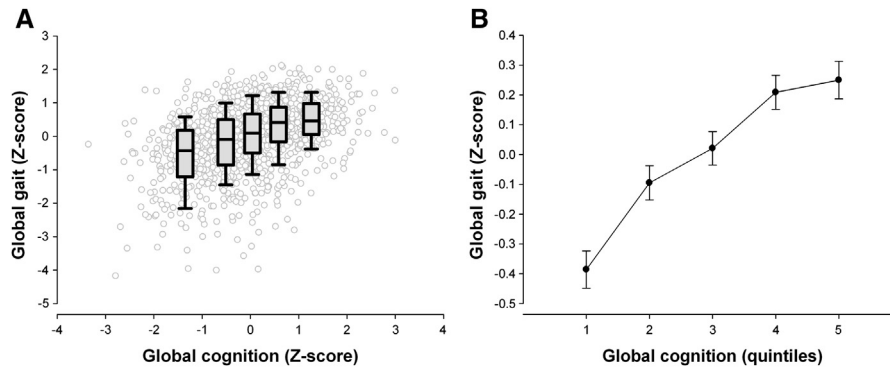 A
Global gait (Z-score)
3
2
1
0
-1
-2
-3
-4
-5
-4 -3 -2 -1 0 1 2 3 4
Global cognition (Z-score)
B
Global gait (Z-score)
0.4
0.3
0.2
0.1
0.0
-0.1
-0.2
-0.3
-0.4
-0.5
1 2 3 4 5
Global cognition (quintiles)